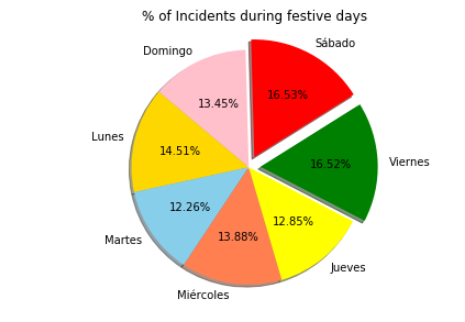 % of Incidents during festive days
Sábado
16.53%
Viernes
16.52%
Jueves
12.85%
Miércoles
13.88%
Martes
12.26%
Lunes
14.51%
Domingo
13.45%